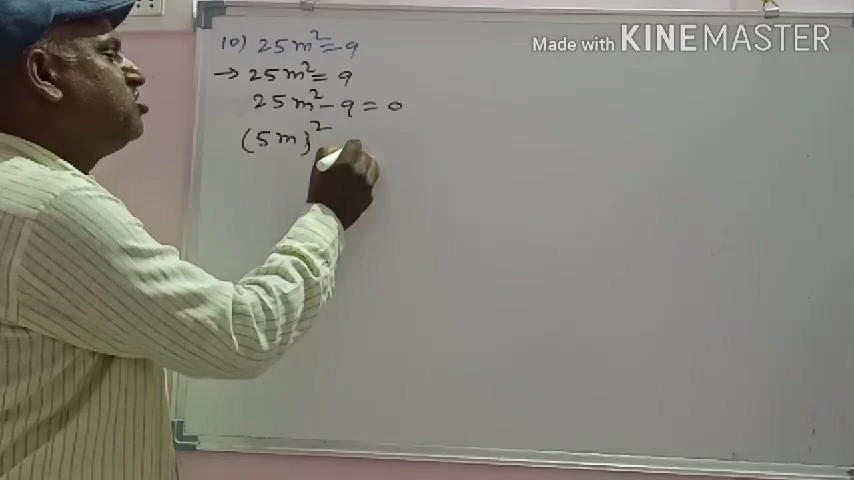 10) 25m² = 9
→ 25m² = 9
25m² - 9 = 0
(5m)²
Made with KINEMASTER